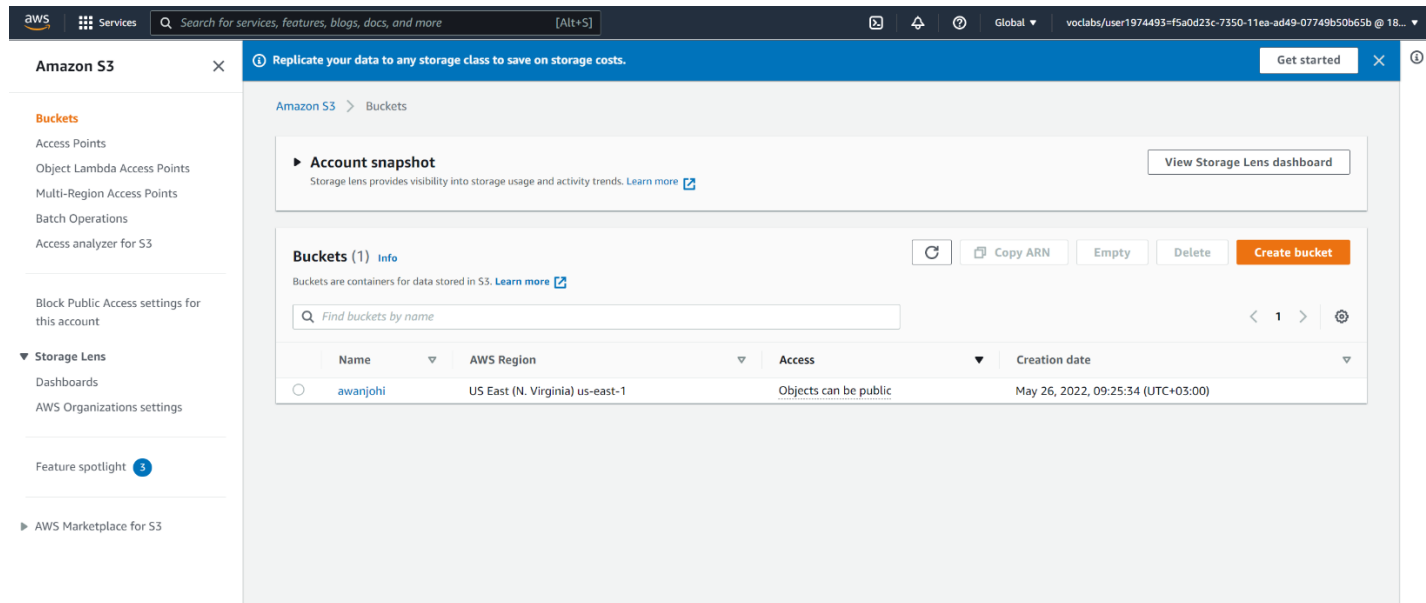 aws
Services
Search for services, features, blogs, docs, and more
[Alt+S]
Global
voclabs/user1974493=f5a0d23c-7350-11ea-ad49-07749b50b65b @ 18...
Amazon S3
Replicate your data to any storage class to save on storage costs.
Get started
Buckets
Access Points
Object Lambda Access Points
Multi-Region Access Points
Batch Operations
Access analyzer for S3
Block Public Access settings for
this account
Storage Lens
Dashboards
AWS Organizations settings
Feature spotlight 3
AWS Marketplace for S3
Amazon S3 > Buckets
Account snapshot
View Storage Lens dashboard
Storage lens provides visibility into storage usage and activity trends. Learn more
Buckets (1) Info
Copy ARN
Empty
Delete
Create bucket
Buckets are containers for data stored in S3. Learn more
Find buckets by name
1
Name AWS Region Access Creation date
awanjohi US East (N. Virginia) us-east-1 Objects can be public May 26, 2022, 09:25:34 (UTC+03:00)